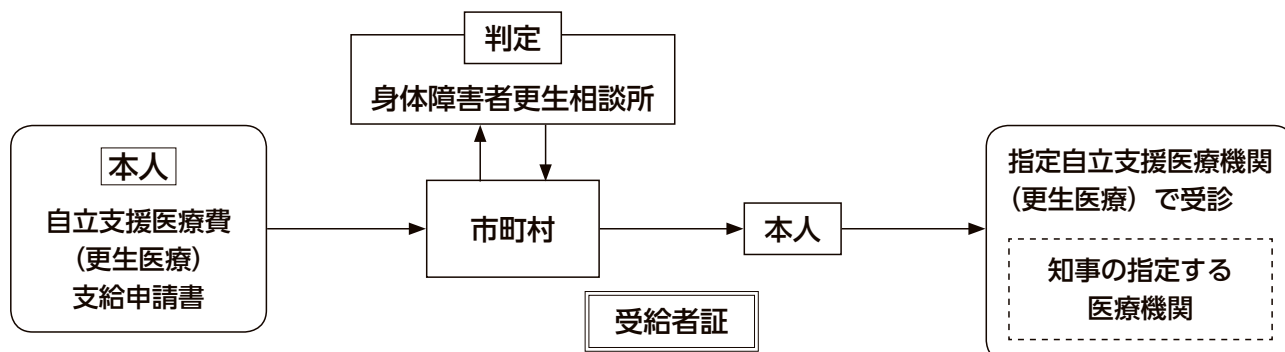 判定
身体障害者更生相談所
本人
自立支援医療費
（更生医療）
支給申請書
市町村
本人
受給者証
指定自立支援医療機関
（更生医療）で受診
知事の指定する
医療機関